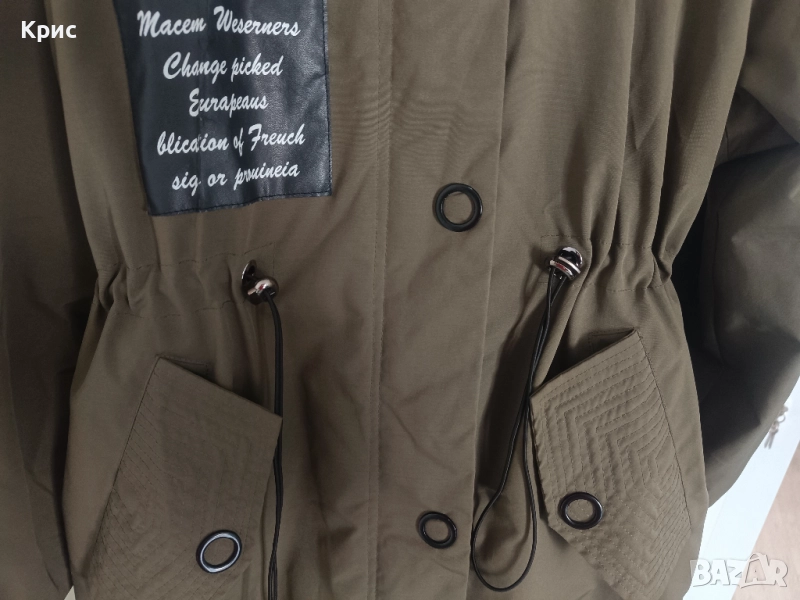 Крис
Macem Weserners
Change picked
Eurapeaus
blication of Freuch
sig or prouineia
BAZAR